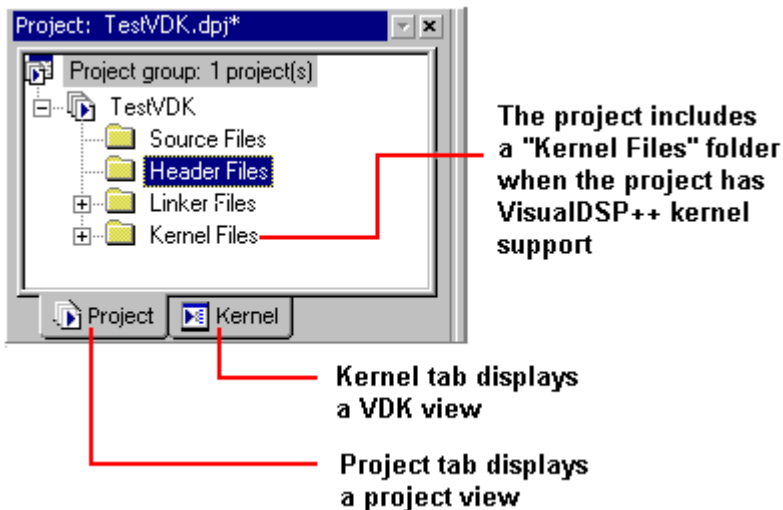 Project: TestVDK.dpj*
Project group: 1 project(s)
TestVDK
Source Files
Header Files
Linker Files
Kernel Files
The project includes
a "Kernel Files" folder
when the project has
VisualDSP++ kernel
support
Project
Kernel
Kernel tab displays
a VDK view
Project tab displays
a project view